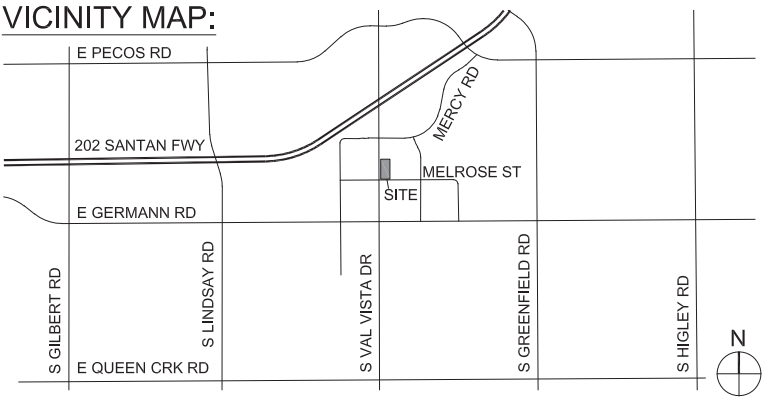 VICINITY MAP:
E PECOS RD
MERCY RD
202 SANTAN FWY
MELROSE ST
SITE
E GERMANN RD
S GILBERT RD
S LINDSAY RD
S VAL VISTA DR
S GREENFIELD RD
S HIGLEY RD
N
E QUEEN CRK RD